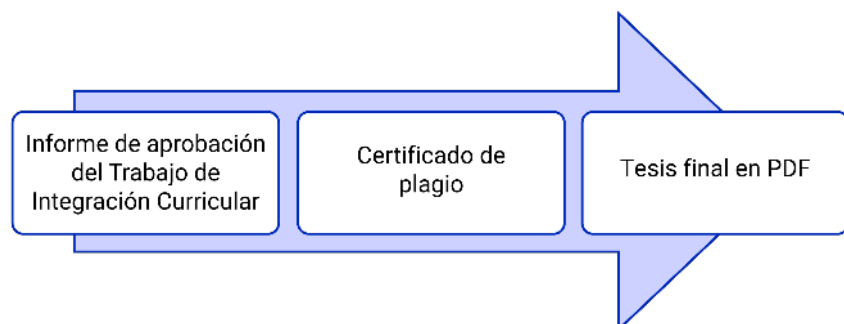 Informe de aprobación
del Trabajo de
Integración Curricular
Certificado de
plagio
Tesis final en PDF